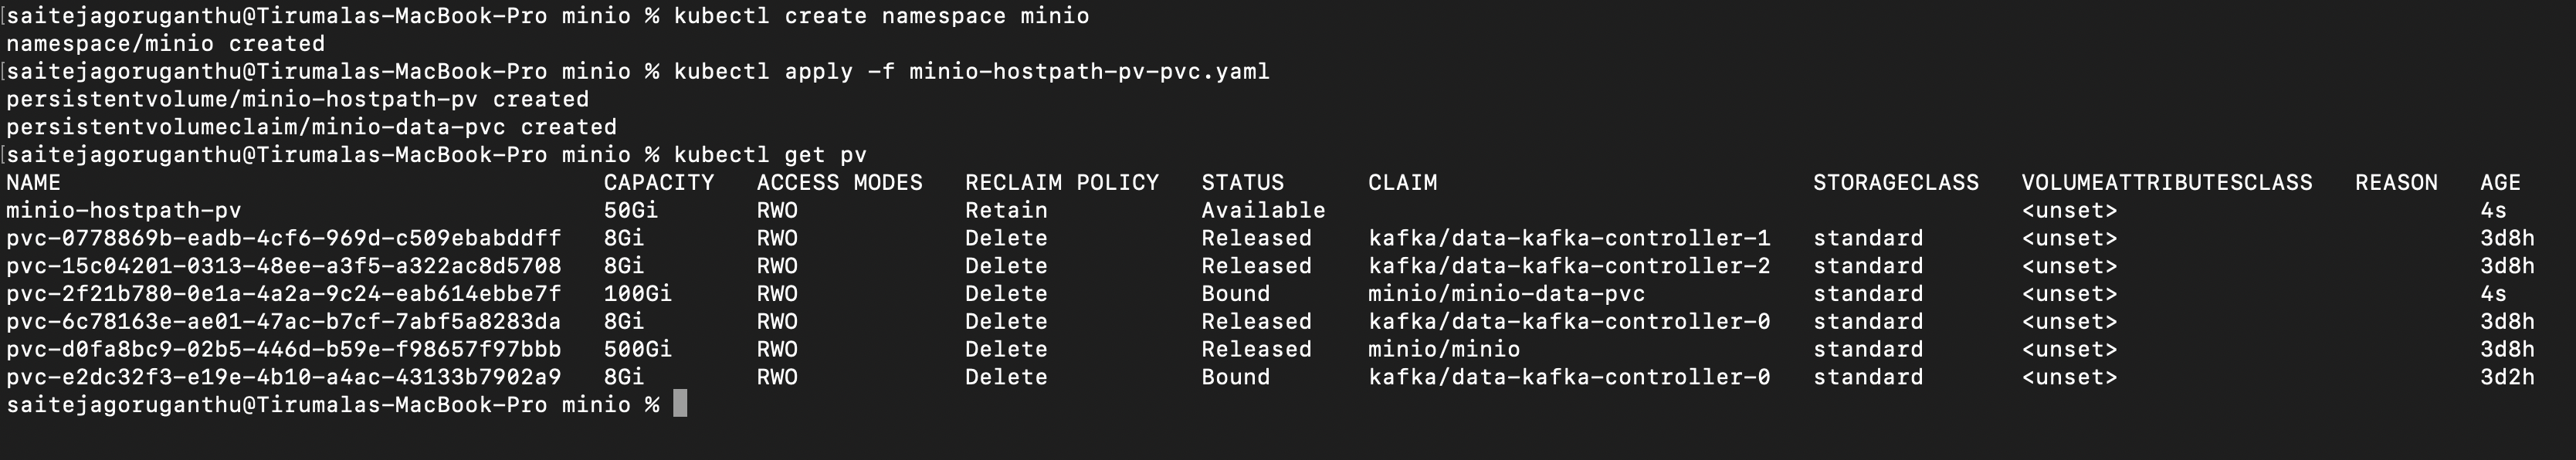 [saitejagoruganthu@Tirumalas-MacBook-Pro minio % kubectl create namespace minio
namespace/minio created
[saitejagoruganthu@Tirumalas-MacBook-Pro minio % kubectl apply -f minio-hostpath-pv-pvc.yaml
persistentvolume/minio-hostpath-pv created
persistentvolumeclaim/minio-data-pvc created
[saitejagoruganthu@Tirumalas-MacBook-Pro minio % kubectl get pv
NAME CAPACITY ACCESS MODES RECLAIM POLICY STATUS CLAIM STORAGECLASS VOLUMEATTRIBUTESCLASS REASON AGE
minio-hostpath-pv 50Gi RWO Retain Available <unset> 4s
pvc-0778869b-eadb-4cf6-969d-c509ebabddff 8Gi RWO Delete Released kafka/data-kafka-controller-1 standard <unset> 3d8h
pvc-15c04201-0313-48ee-a3f5-a322ac8d5708 8Gi RWO Delete Released kafka/data-kafka-controller-2 standard <unset> 3d8h
pvc-2f21b780-0e1a-4a2a-9c24-eab614ebbe7f 100Gi RWO Delete Bound minio/minio-data-pvc standard <unset> 4s
pvc-6c78163e-ae01-47ac-b7cf-7abf5a8283da 8Gi RWO Delete Released kafka/data-kafka-controller-0 standard <unset> 3d8h
pvc-d0fa8bc9-02b5-446d-b59e-f98657f97bbb 500Gi RWO Delete Released minio/minio standard <unset> 3d8h
pvc-e2dc32f3-e19e-4b10-a4ac-43133b7902a9 8Gi RWO Delete Bound kafka/data-kafka-controller-0 standard <unset> 3d2h
saitejagoruganthu@Tirumalas-MacBook-Pro minio %